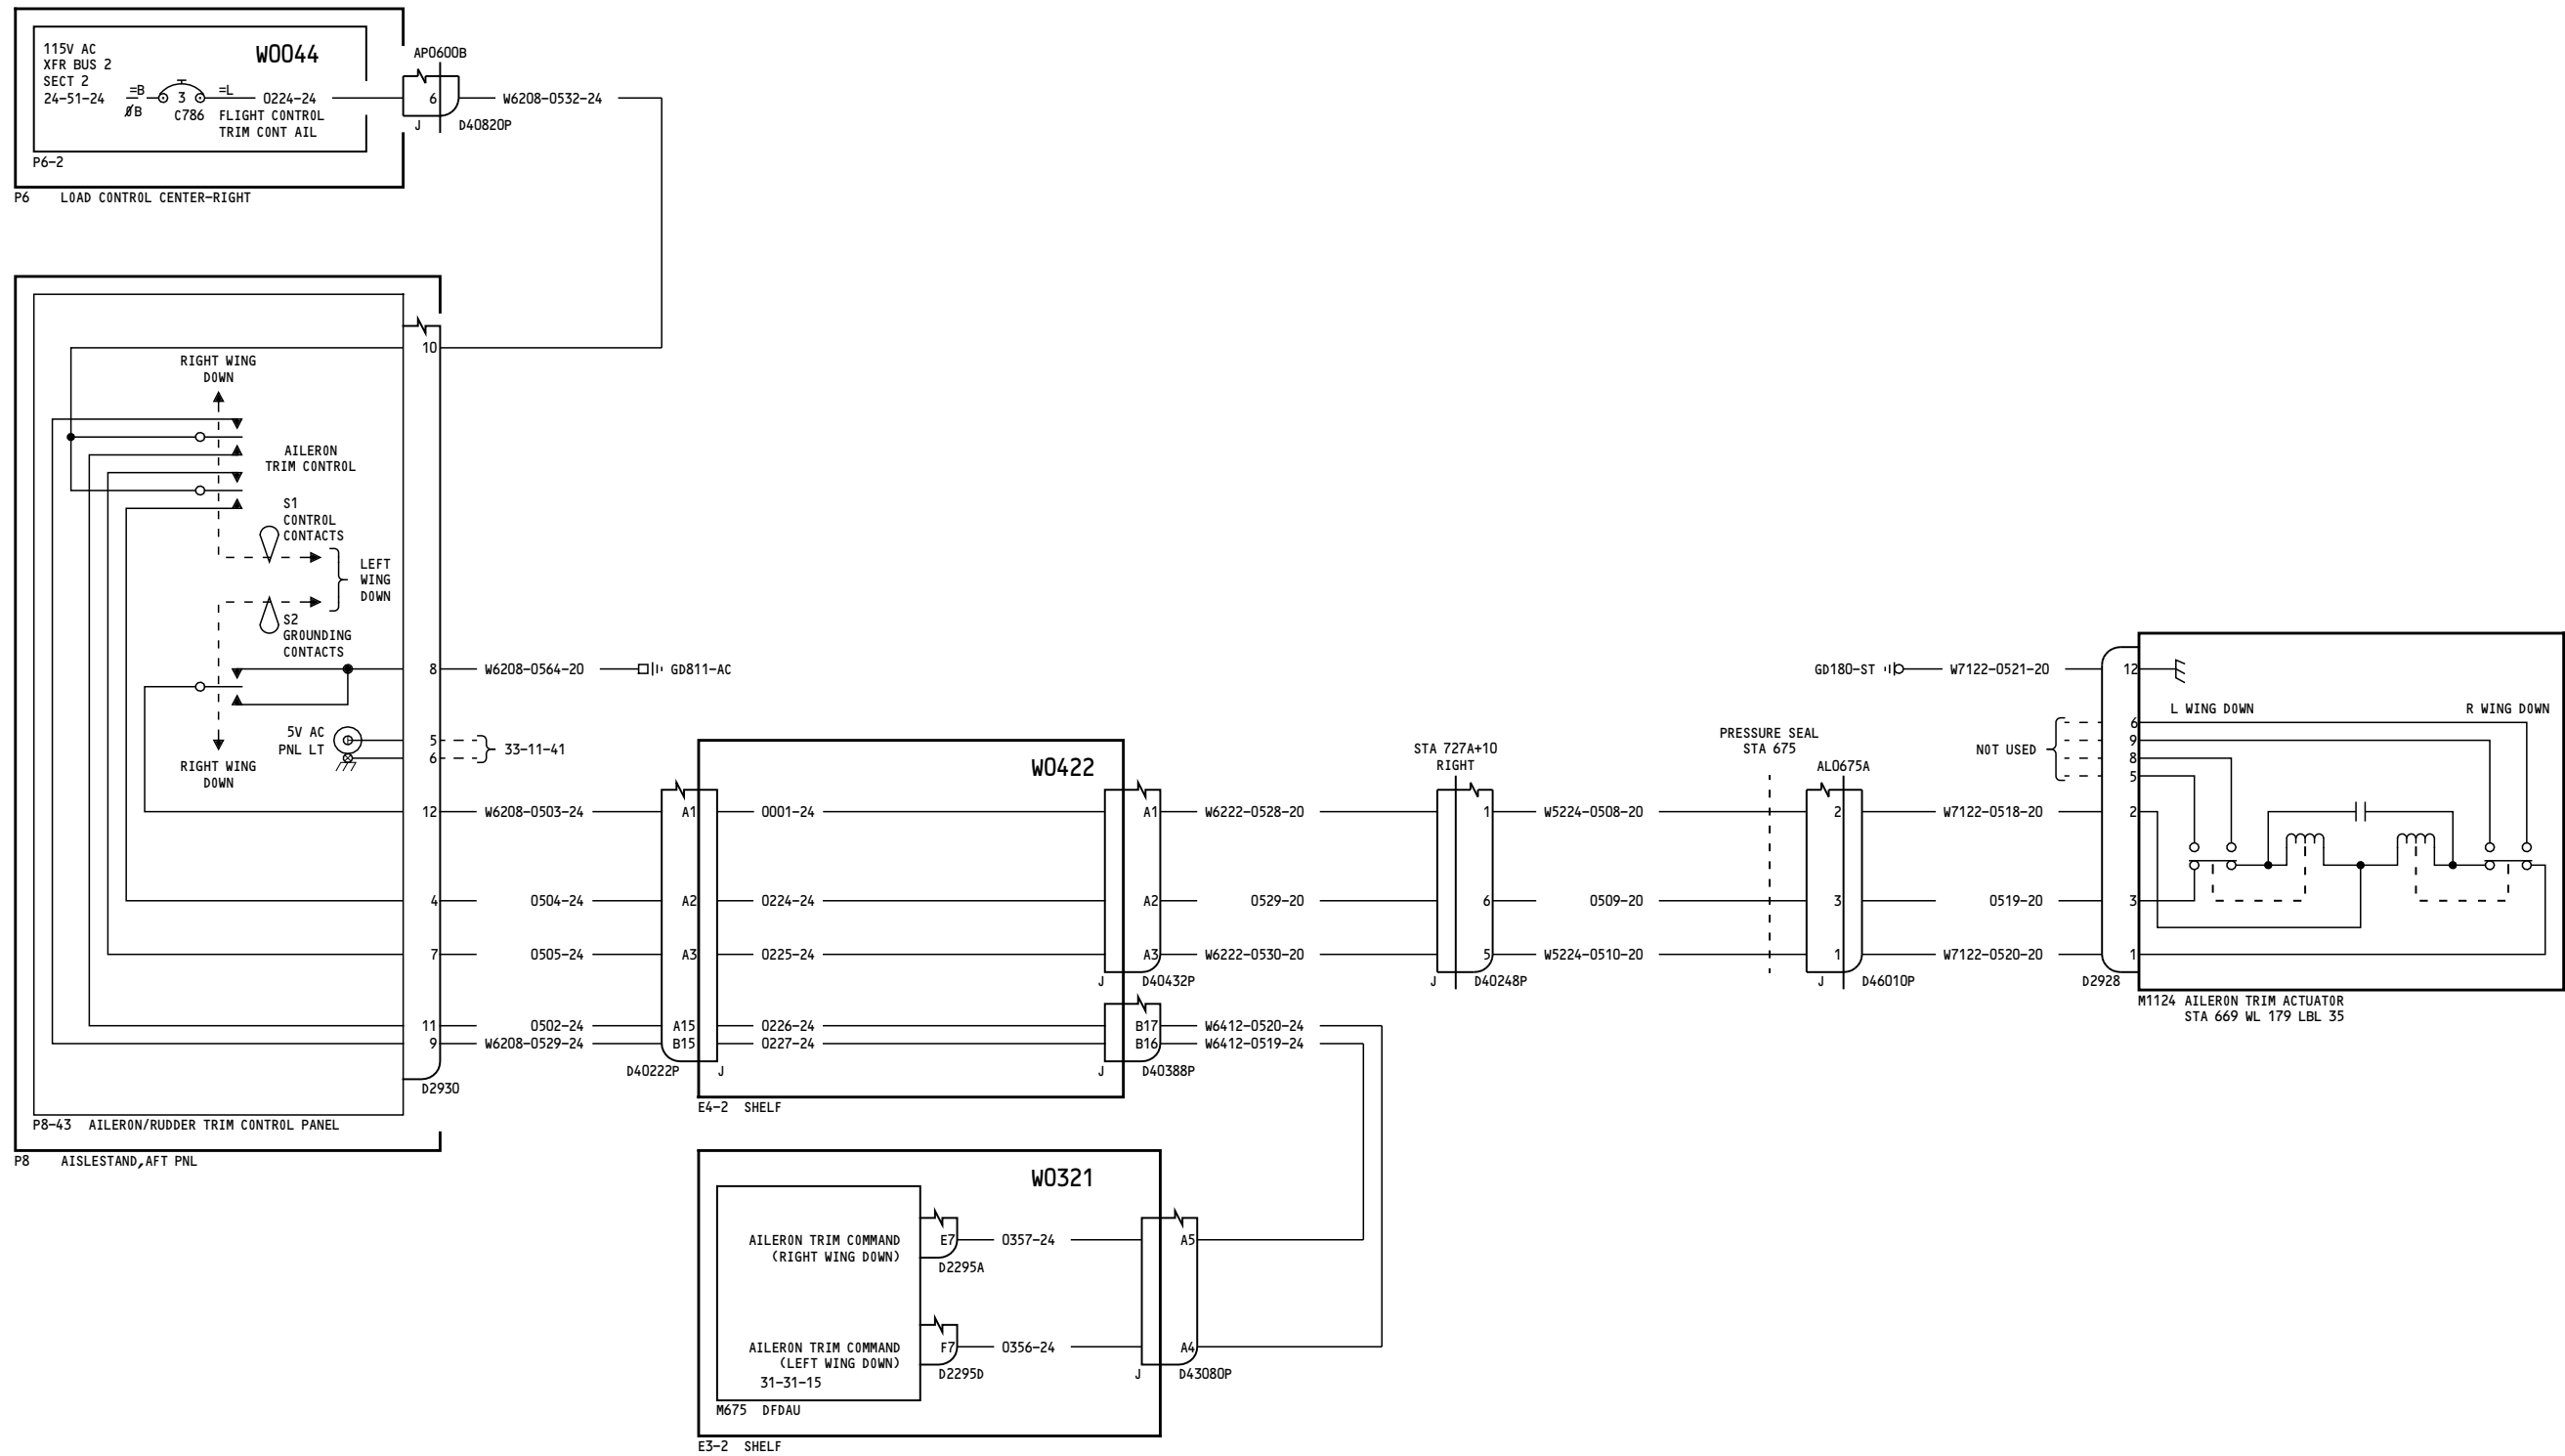 115V AC
XFR BUS 2
SECT 2
24-51-24
=B
ØB
3
C786
=L
0224-24
FLIGHT CONTROL
TRIM CONT AIL
W0044
P6-2
P6 LOAD CONTROL CENTER-RIGHT
AP0600B
6
J
D40820P
W6208-0532-24
10
RIGHT WING
DOWN
AILERON
TRIM CONTROL
S1
CONTROL
CONTACTS
LEFT
WING
DOWN
S2
GROUNDING
CONTACTS
8
W6208-0564-20
GD811-AC
5V AC
PNL LT
5
6
33-11-41
RIGHT WING
DOWN
12
W6208-0503-24
4
0504-24
7
0505-24
11
0502-24
9
W6208-0529-24
D2930
P8-43 AILERON/RUDDER TRIM CONTROL PANEL
P8 AISLESTAND,AFT PNL
W0422
A1
0001-24
A1
W6222-0528-20
A2
0224-24
A2
0529-20
A3
0225-24
A3
W6222-0530-20
J
D40432P
A15
0226-24
B17
W6412-0520-24
B15
0227-24
B16
W6412-0519-24
D40222P
J
J
D40388P
E4-2 SHELF
W0321
AILERON TRIM COMMAND
(RIGHT WING DOWN)
E7
0357-24
A5
D2295A
AILERON TRIM COMMAND
(LEFT WING DOWN)
31-31-15
F7
0356-24
A4
D2295D
J
D43080P
M675 DFDAU
E3-2 SHELF
STA 727A+10
RIGHT
1
W5224-0508-20
6
0509-20
5
W5224-0510-20
J
D40248P
PRESSURE SEAL
STA 675
AL0675A
2
W7122-0518-20
3
0519-20
1
W7122-0520-20
J
D46010P
GD180-ST
W7122-0521-20
12
NOT USED
6
9
8
5
2
3
1
D2928
L WING DOWN
R WING DOWN
M1124 AILERON TRIM ACTUATOR
STA 669 WL 179 LBL 35